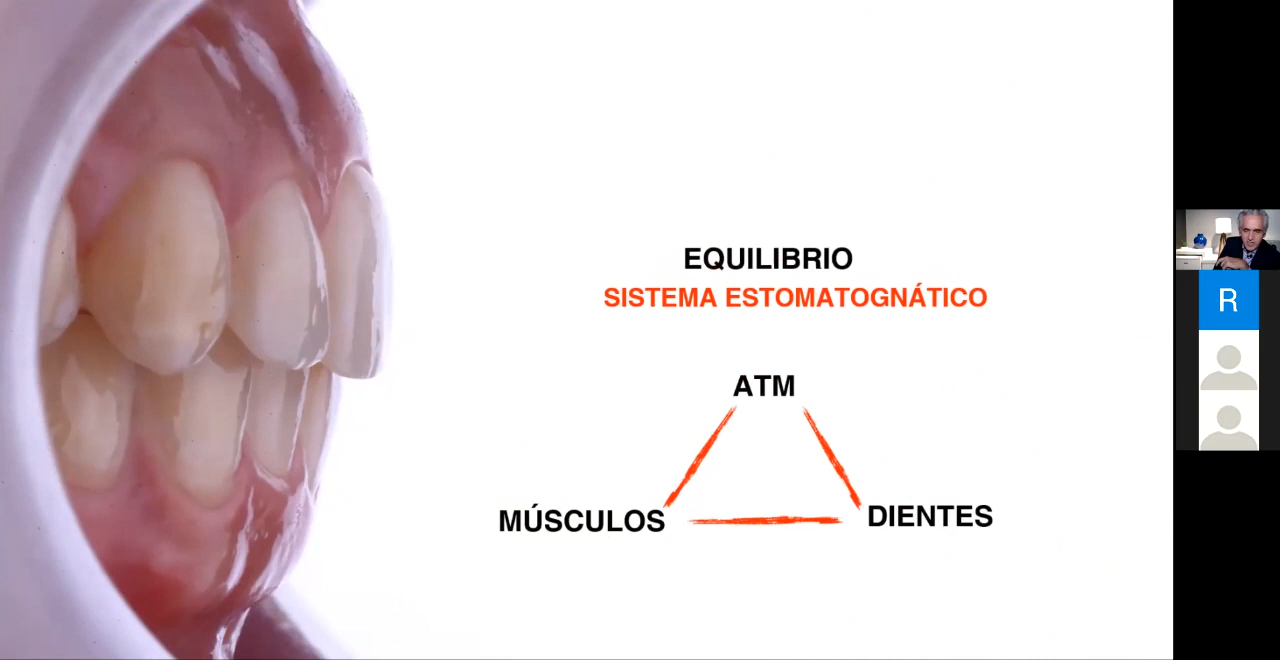 EQUILIBRIO
SISTEMA ESTOMATOGNÁTICO
ATM
MÚSCULOS
DIENTES
R